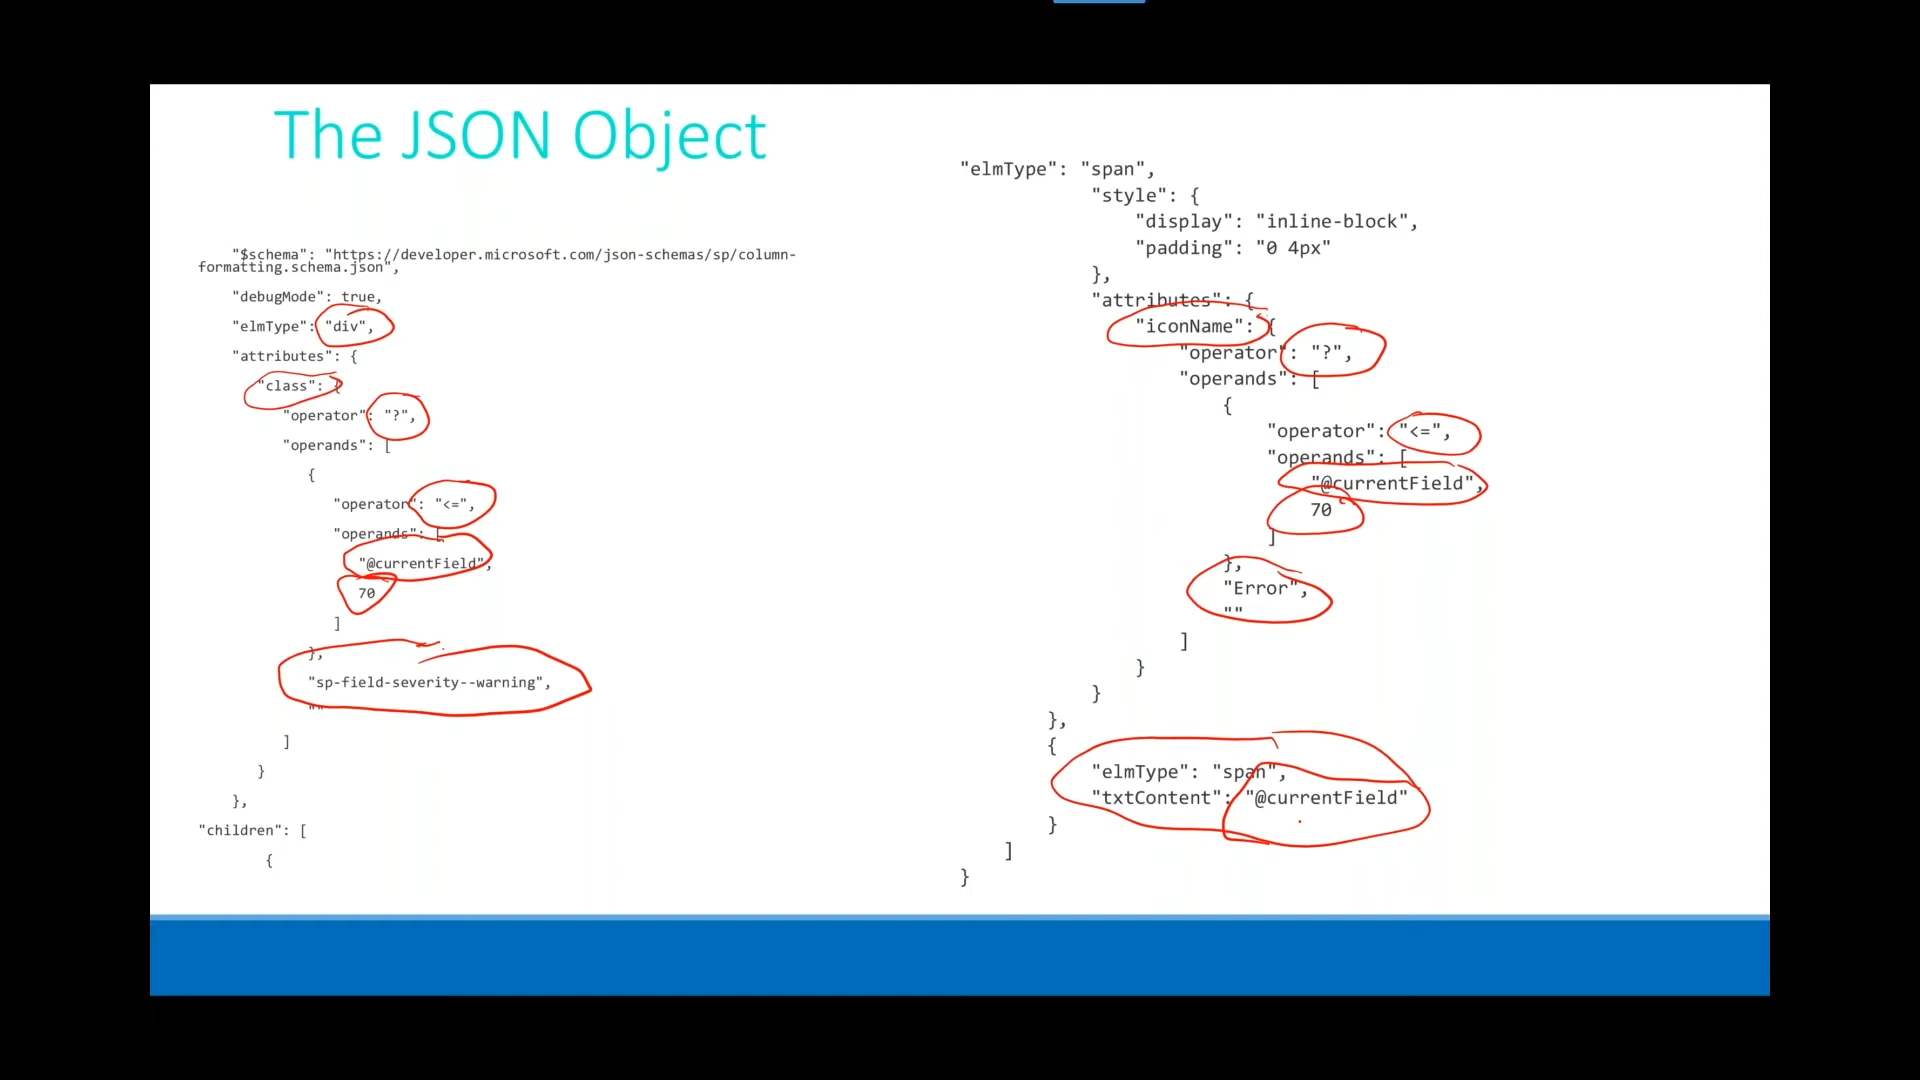 The JSON Object
"$schema": "https://developer.microsoft.com/json-schemas/sp/column-
formatting.schema.json",
"debugMode": true,
"elmType": "div",
"attributes": {
"class": {
"operator": "?",
"operands": [
{
"operator": "<=",
"operands": [
"@currentField",
70
]
},
"sp-field-severity--warning",
""
]
}
},
"children": [
{
"elmType": "span",
"style": {
"display": "inline-block",
"padding": "0 4px"
},
"attributes": {
"iconName": {
"operator": "?",
"operands": [
{
"operator": "<=",
"operands": [
"@currentField",
70
]
},
"Error",
""
]
}
}
},
{
"elmType": "span",
"txtContent": "@currentField"
}
]
}